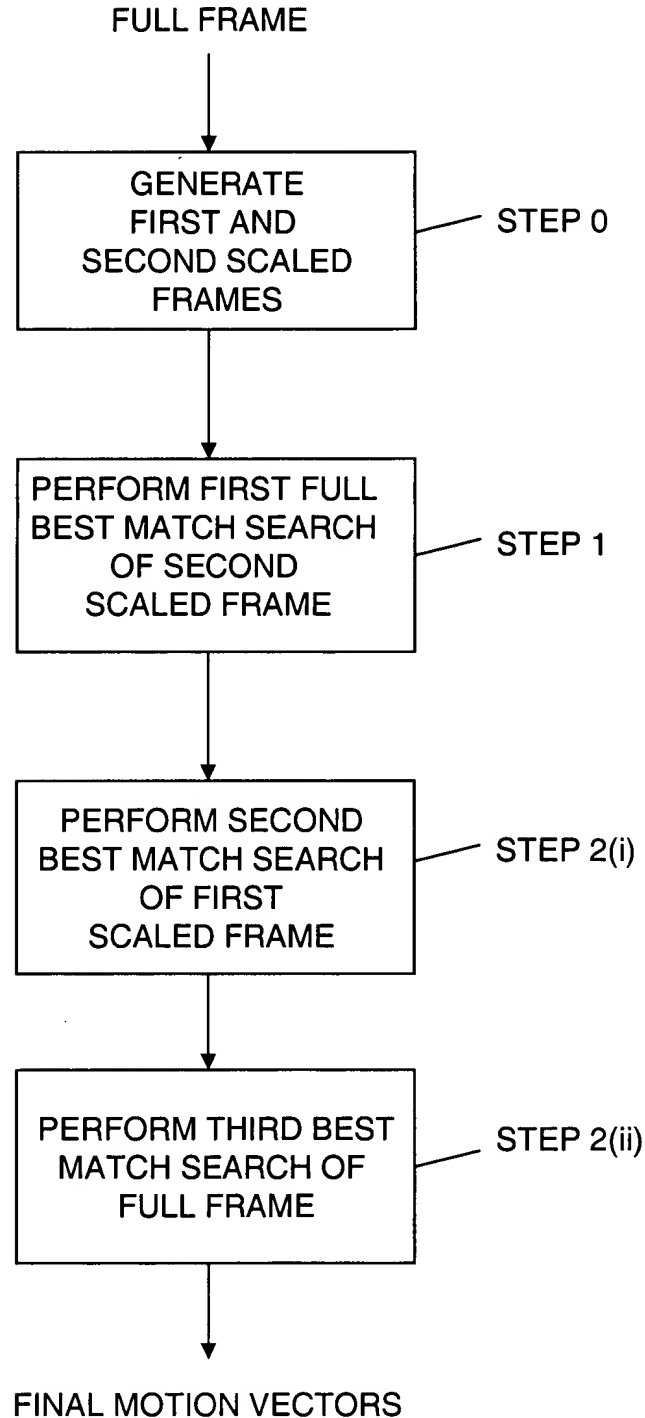 FULL FRAME
GENERATE
FIRST AND
SECOND SCALED
FRAMES
STEP 0
PERFORM FIRST FULL
BEST MATCH SEARCH
OF SECOND
SCALED FRAME
STEP 1
PERFORM SECOND
BEST MATCH SEARCH
OF FIRST
SCALED FRAME
STEP 2(i)
PERFORM THIRD BEST
MATCH SEARCH OF
FULL FRAME
STEP 2(ii)
FINAL MOTION VECTORS